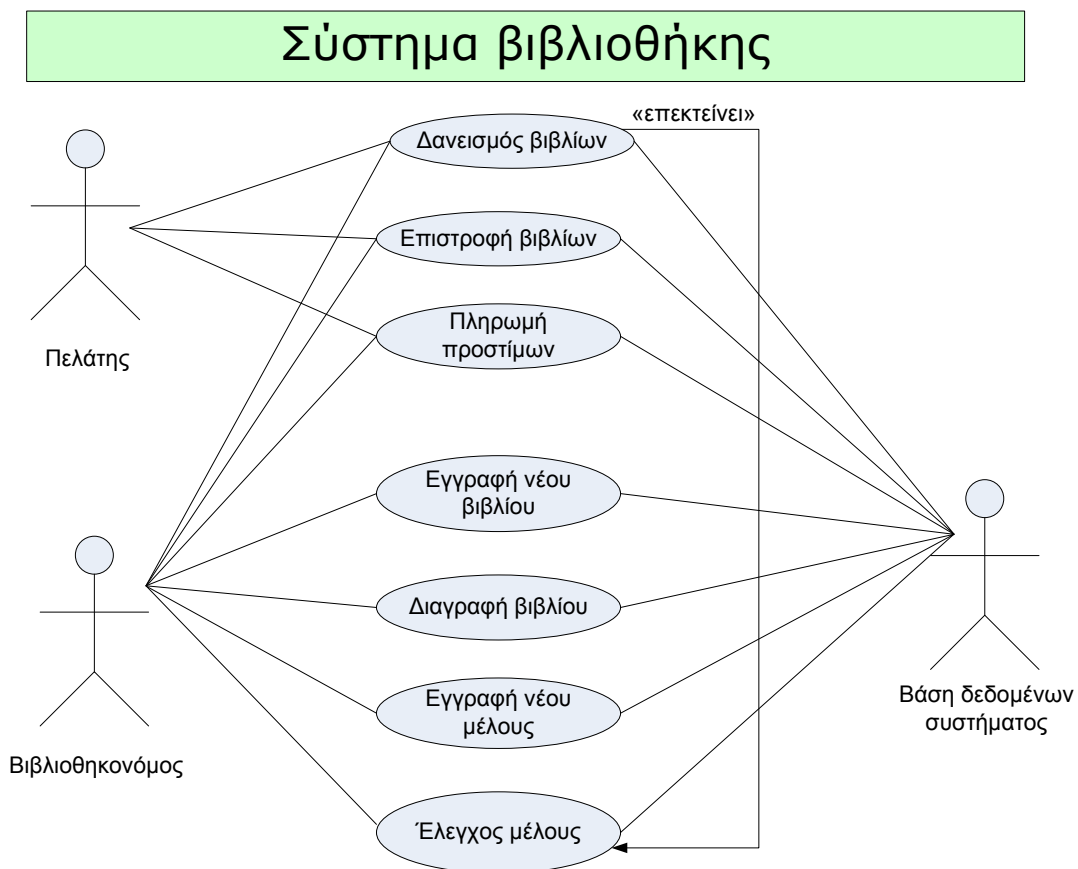 Σύστημα βιβλιοθήκης
«επεκτείνει»
Δανεισμός βιβλίων
Επιστροφή βιβλίων
Πληρωμή
προστίμων
Πελάτης
Εγγραφή νέου
βιβλίου
Διαγραφή βιβλίου
Εγγραφή νέου
μέλους
Βάση δεδομένων
συστήματος
Βιβλιοθηκονόμος
Έλεγχος μέλους